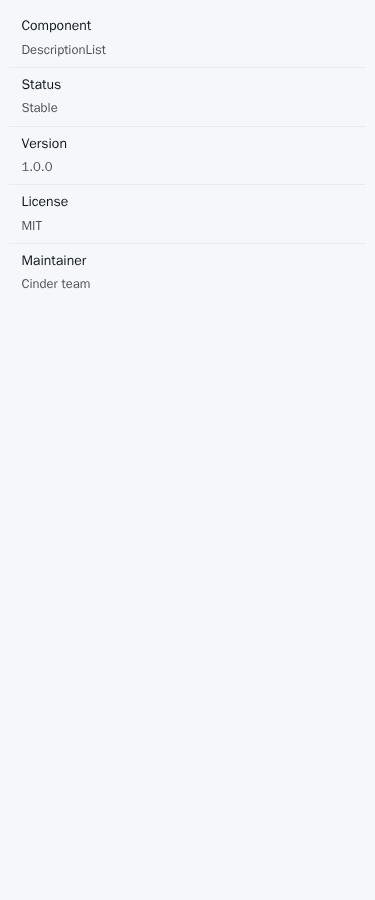 Component
DescriptionList
Status
Stable
Version
1.0.0
License
MIT
Maintainer
Cinder team